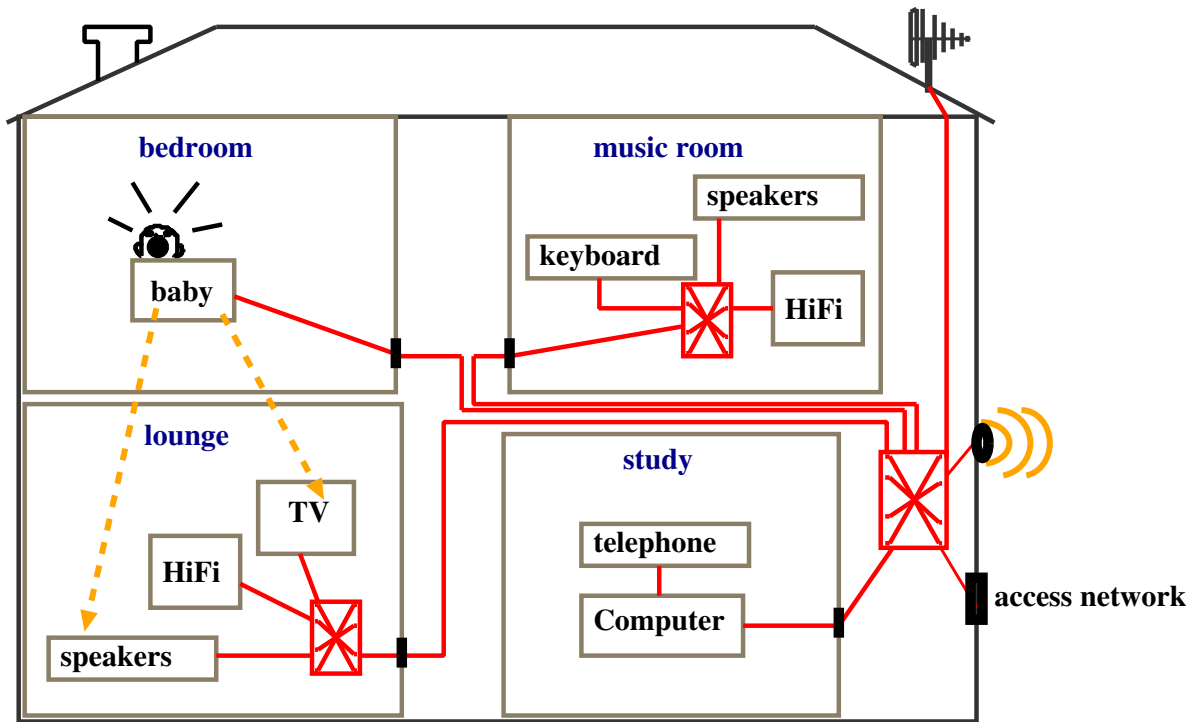 bedroom
music room
speakers
keyboard
baby
HiFi
lounge
study
TV
telephone
HiFi
access network
Computer
speakers